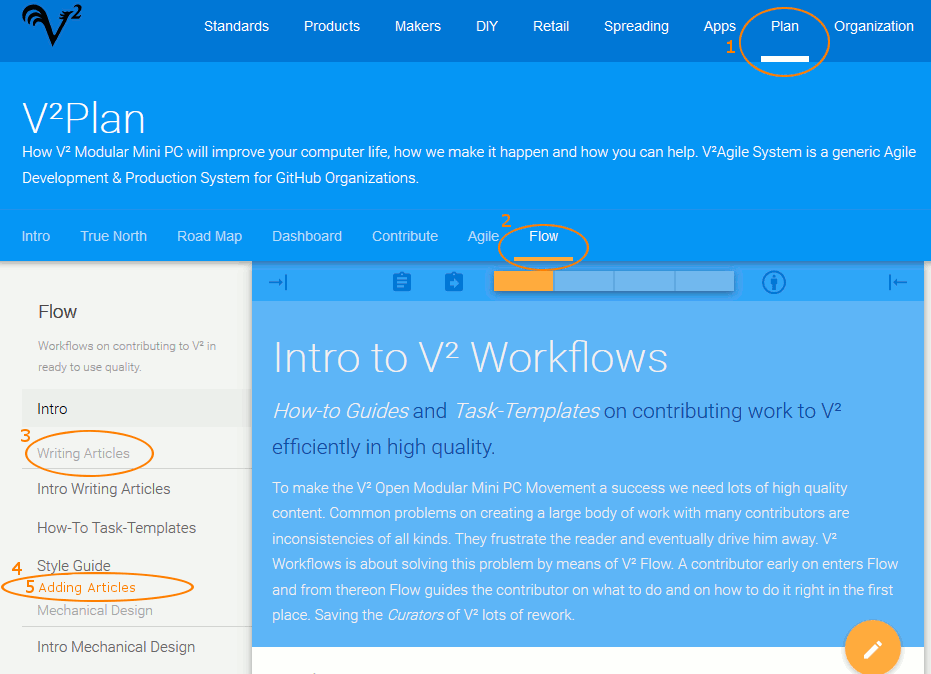 V²
Standards Products Makers DIY Retail Spreading Apps Plan Organization
1
V²Plan
How V² Modular Mini PC will improve your computer life, how we make it happen and how you can help. V²Agile System is a generic Agile
Development & Production System for GitHub Organizations.
2
Intro True North Road Map Dashboard Contribute Agile Flow
Flow
Workflows on contributing to V² in
ready to use quality.
Intro
3
Writing Articles
Intro Writing Articles
How-To Task-Templates
4 Style Guide
5 Adding Articles
Mechanical Design
Intro Mechanical Design
Intro to V² Workflows
How-to Guides and Task-Templates on contributing work to V²
efficiently in high quality.
To make the V² Open Modular Mini PC Movement a success we need lots of high quality
content. Common problems on creating a large body of work with many contributors are
inconsistencies of all kinds. They frustrate the reader and eventually drive him away. V²
Workflows is about solving this problem by means of V² Flow. A contributor early on enters Flow
and from thereon Flow guides the contributor on what to do and on how to do it right in the first
place. Saving the Curators of V² lots of rework.